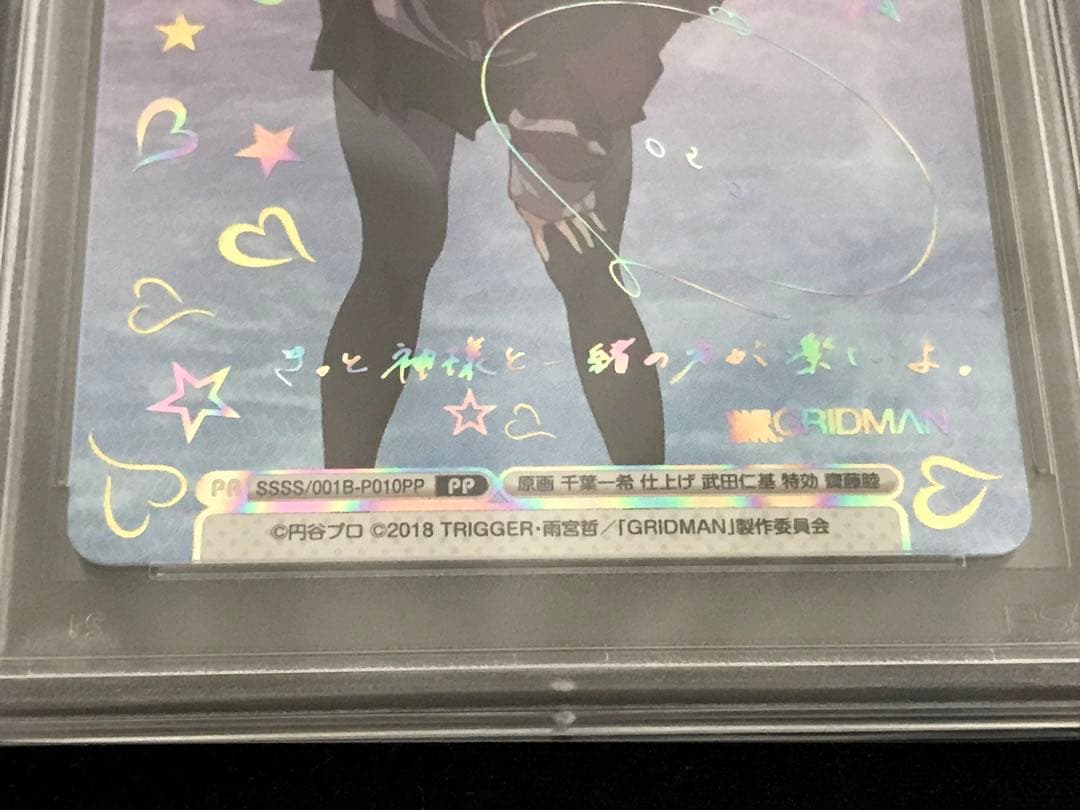 きっと神様と一緒の方が楽しいよ。
GRIDMAN
PR SSSS/001B-P010PP PP 原画 千葉一希 仕上げ 武田仁基 特効 齋藤睦
©円谷プロ ©2018 TRIGGER・雨宮哲／「GRIDMAN」製作委員会